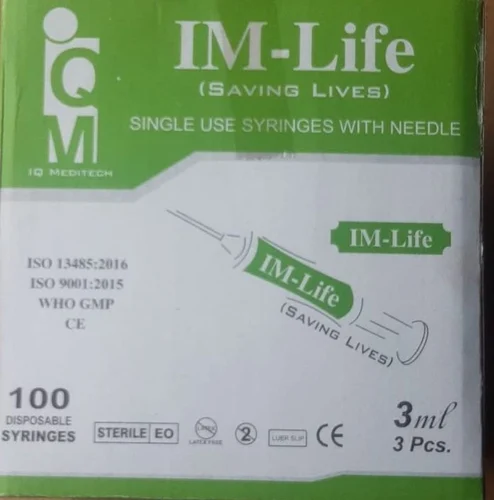 iQM
IQ MEDITECH
IM-Life
(SAVING LIVES)
SINGLE USE SYRINGES WITH NEEDLE
IM-Life
IM-Life
(SAVING LIVES)
ISO 13485:2016
ISO 9001:2015
WHO GMP
CE
100
DISPOSABLE
SYRINGES
STERILE EO
LATEX
LATEX FREE
2
LUER SLIP
CE
3ml
3 Pcs.